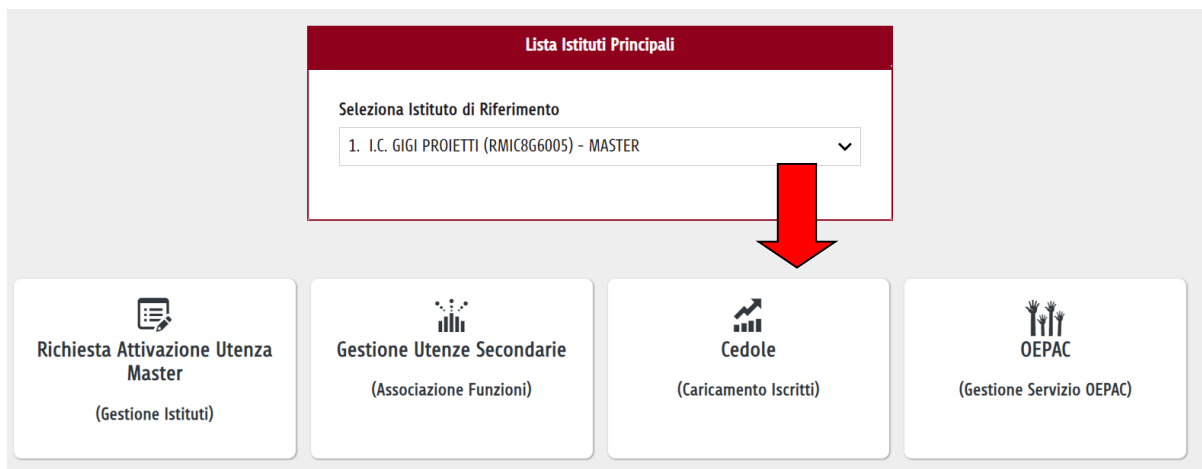 Lista Istituti Principali
Seleziona Istituto di Riferimento
1. I.C. GIGI PROIETTI (RMIC8G6005) - MASTER
Richiesta Attivazione Utenza
Master
(Gestione Istituti)
Gestione Utenze Secondarie
(Associazione Funzioni)
Cedole
(Caricamento Iscritti)
OEPAC
(Gestione Servizio OEPAC)